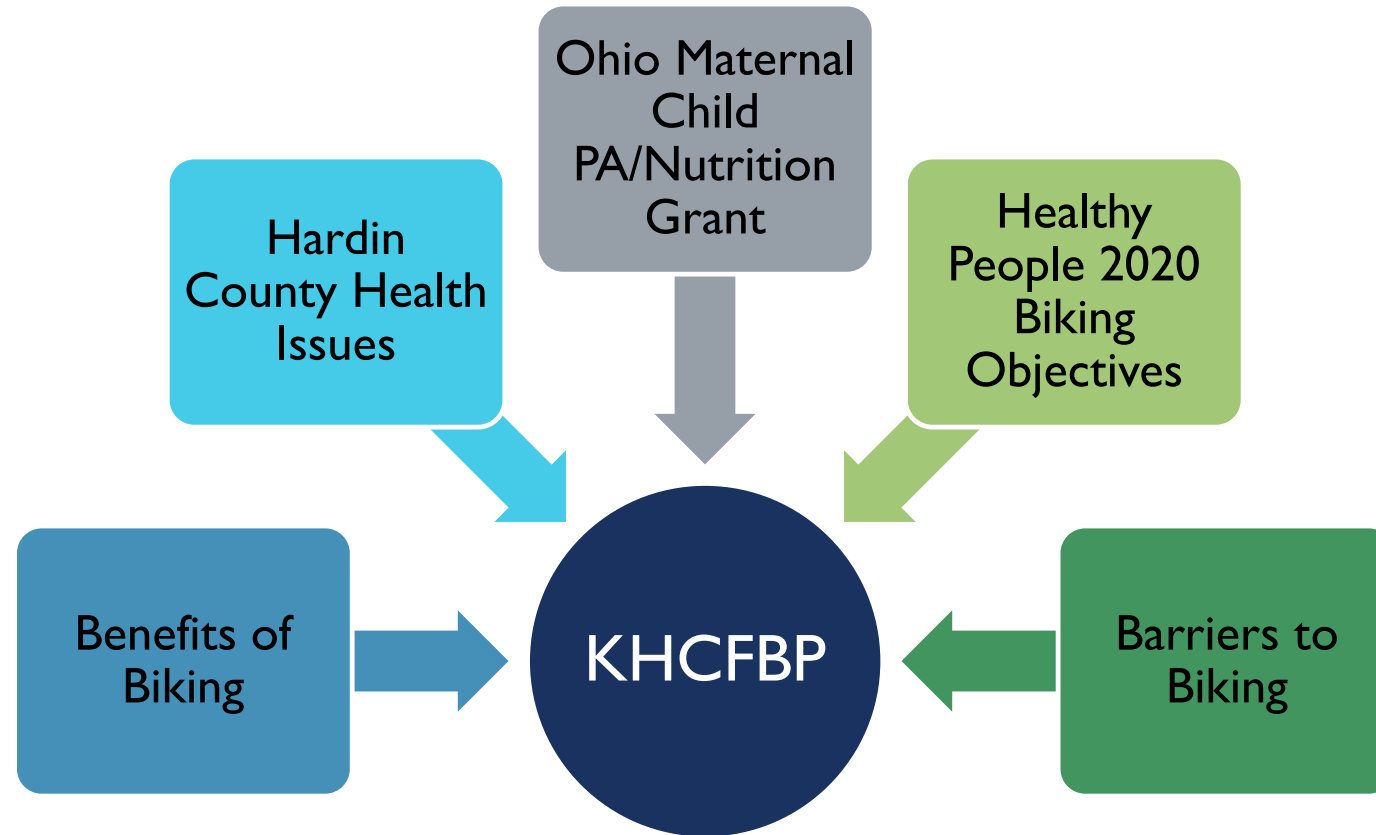 Ohio Maternal
Child
PA/Nutrition
Grant
Hardin
County Health
Issues
Healthy
People 2020
Biking
Objectives
Benefits of
Biking
KHCFBP
Barriers to
Biking